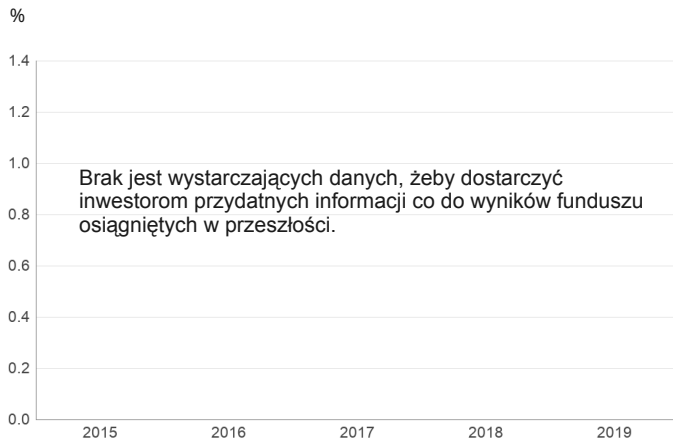 %
1.4
1.2
1.0
Brak jest wystarczających danych, żeby dostarczyć
inwestorom przydatnych informacji co do wyników funduszu
osiągniętych w przeszłości.
0.8
0.6
0.4
0.2
0.0
2015 2016 2017 2018 2019